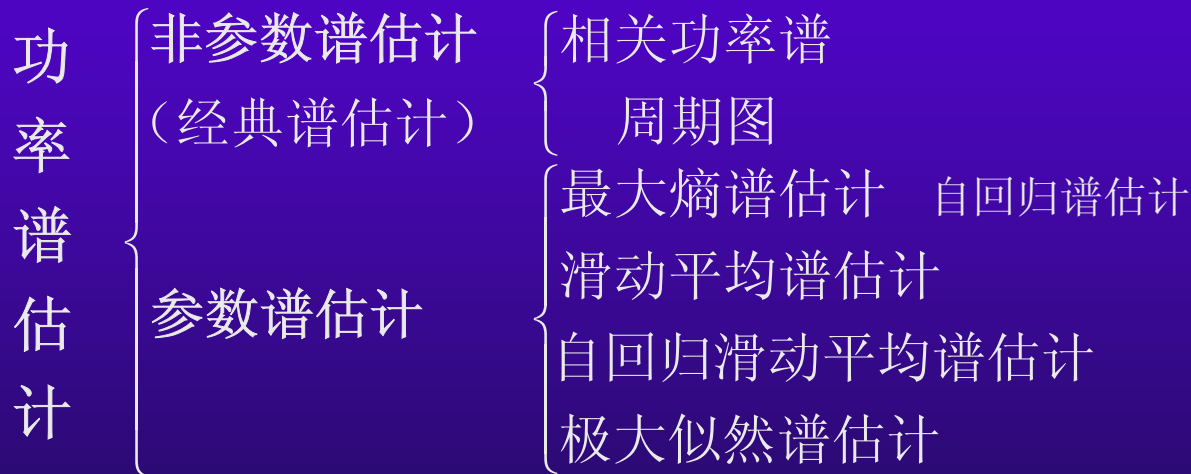 功率谱估计
非参数谱估计
（经典谱估计）
相关功率谱
周期图
参数谱估计
最大熵谱估计 自回归谱估计
滑动平均谱估计
自回归滑动平均谱估计
极大似然谱估计